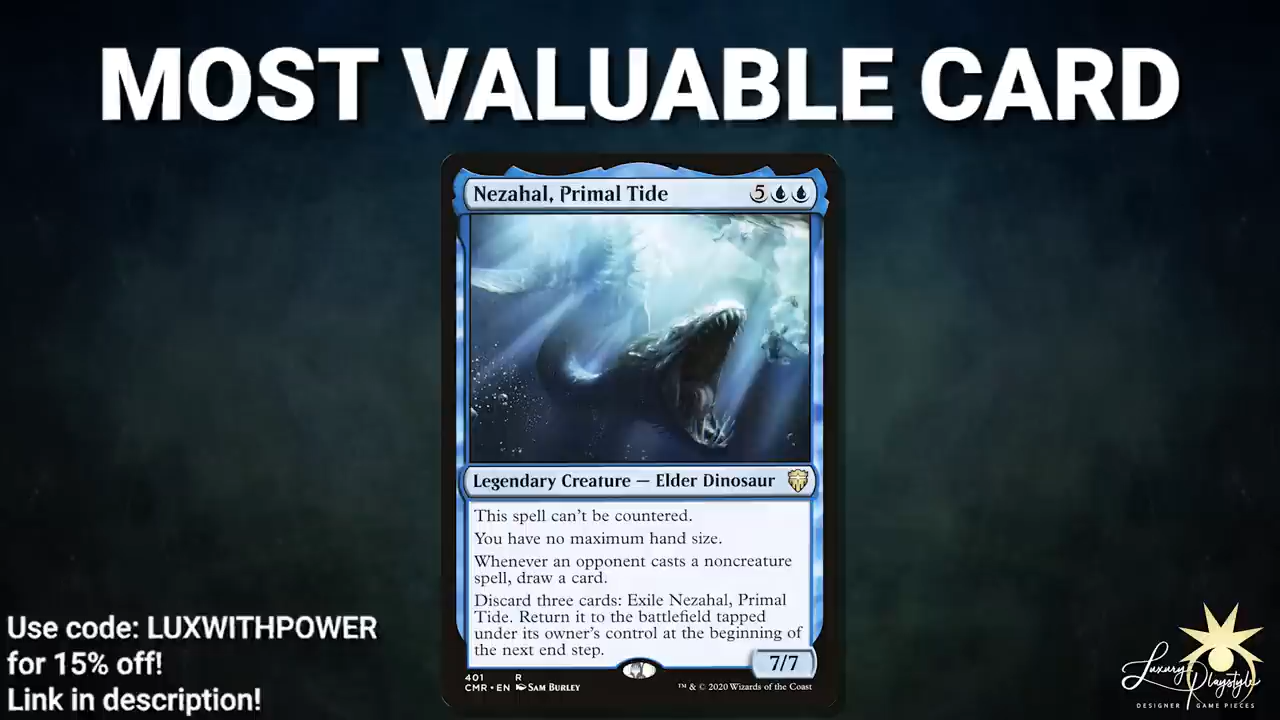 MOST VALUABLE CARD
Nezahal, Primal Tide 5
Legendary Creature — Elder Dinosaur
This spell can't be countered.
You have no maximum hand size.
Whenever an opponent casts a noncreature
spell, draw a card.
Discard three cards: Exile Nezahal, Primal
Tide. Return it to the battlefield tapped
under its owner's control at the beginning of
the next end step.
7/7
401 R
CMR • EN Sam Burley
™ & © 2020 Wizards of the Coast
Use code: LUXWITHPOWER
for 15% off!
Link in description!
Luxury
Playstyle
DESIGNER GAME PIECES